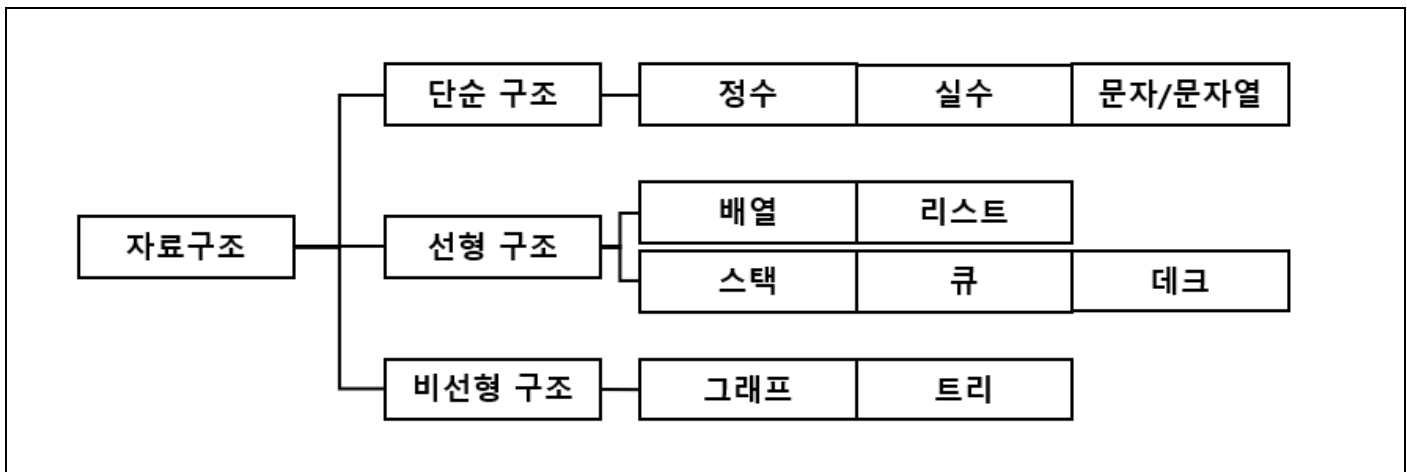 단순 구조 정수 실수 문자/문자열
배열 리스트
자료구조 선형 구조
스택 큐 데크
비선형 구조 그래프 트리